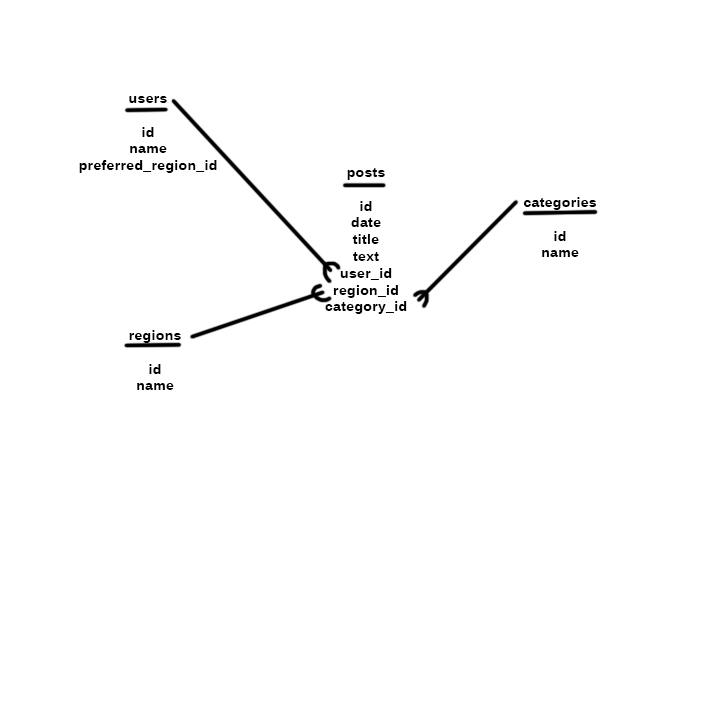 users
id
name
preferred_region_id
posts
id
date
title
text
user_id
region_id
category_id
categories
id
name
regions
id
name